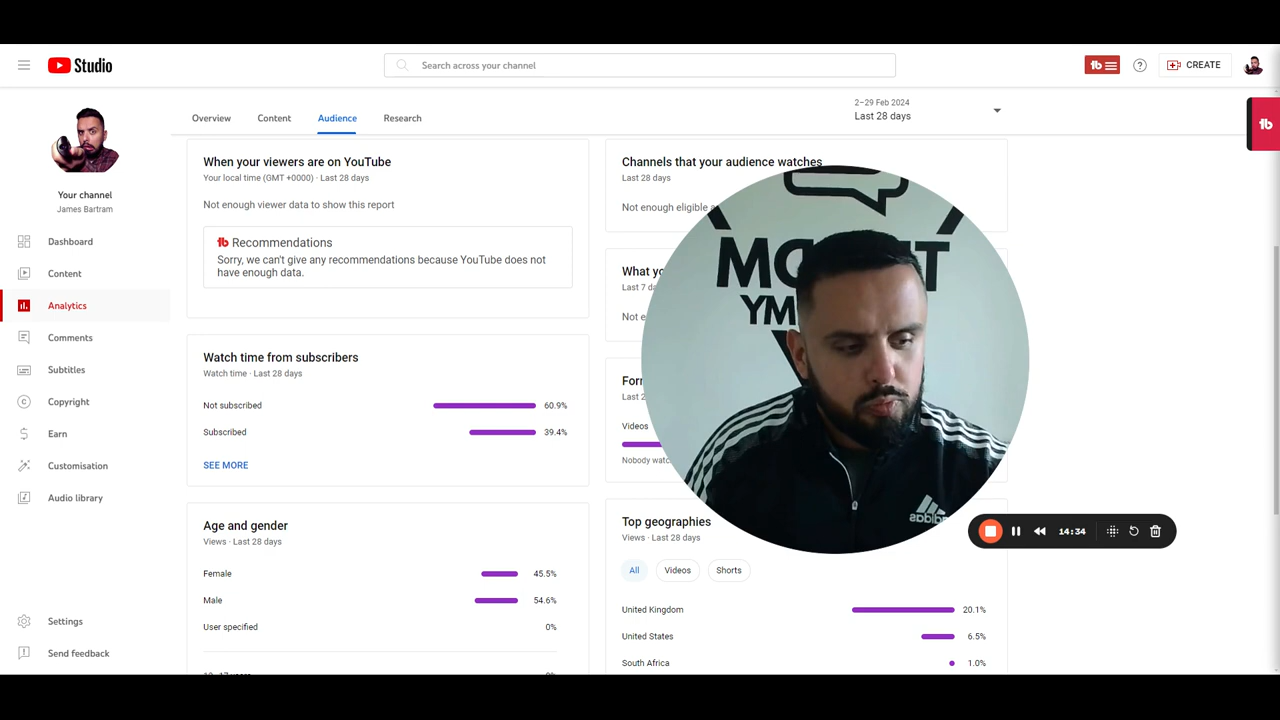 Studio
Search across your channel
CREATE
Your channel
James Bartram
Dashboard
Content
Analytics
Comments
Subtitles
Copyright
Earn
Customisation
Audio library
Settings
Send feedback
Overview
Content
Audience
Research
2–29 Feb 2024
Last 28 days
When your viewers are on YouTube
Your local time (GMT +0000) · Last 28 days
Not enough viewer data to show this report
Recommendations
Sorry, we can't give any recommendations because YouTube does not
have enough data.
Watch time from subscribers
Watch time · Last 28 days
Not subscribed 60.9%
Subscribed 39.4%
SEE MORE
Age and gender
Views · Last 28 days
Female 45.5%
Male 54.6%
User specified 0%
Channels that your audience watches
Last 28 days
Not enough eligible
What
Last 7
Videos
Nobody
Top geographies
Views · Last 28 days
All
Videos
Shorts
United Kingdom 20.1%
United States 6.5%
South Africa 1.0%
adidas
14:34